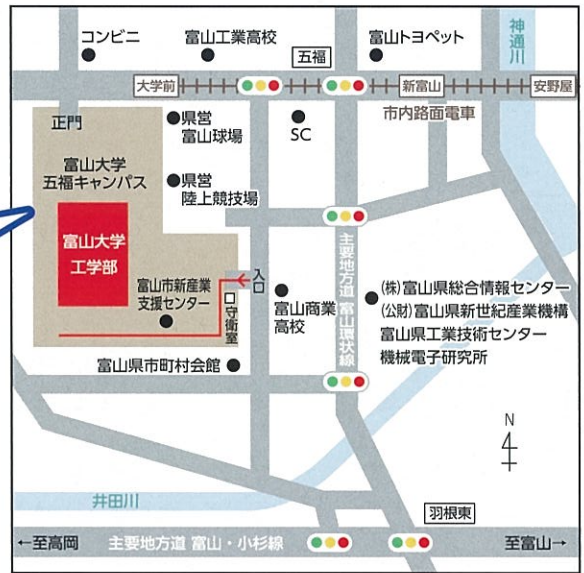 コンビニ
富山工業高校
五福
富山トヨペット
神通川
大学前
新富山
安野屋
市内路面電車
正門
県営
富山球場
SC
富山大学
五福キャンパス
県営
陸上競技場
富山大学
工学部
入口
守衛室
富山市新産業
支援センター
富山商業
高校
主要地方道 富山環状線
(株)富山県総合情報センター
(公財)富山県新世紀産業機構
富山県工業技術センター
機械電子研究所
富山県市町村会館
N
井田川
羽根東
←至高岡
主要地方道 富山・小杉線
至富山→